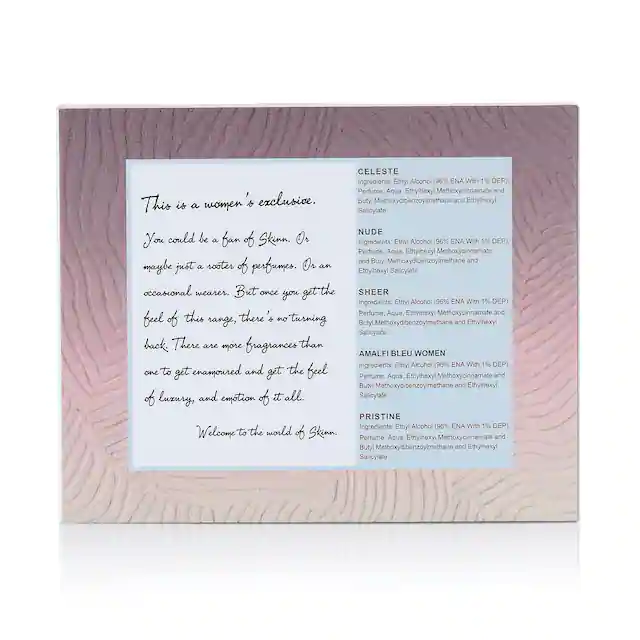 This is a women's exclusive.
You could be a fan of Skinn. Or
maybe just a rooter of perfumes. Or an
occasional wearer. But once you get the
feel of this range, there's no turning
back. There are more fragrances than
one to get enamoured and get the feel
of luxury, and emotion of it all.
Welcome to the world of Skinn.
CELESTE
Ingredients: Ethyl Alcohol (96% ENA With 1% DEP),
Perfume, Aqua, Ethylhexyl Methoxycinnamate and
Butyl Methoxydibenzoylmethane and Ethylhexyl
Salicylate
NUDE
Ingredients: Ethyl Alcohol (96% ENA With 1% DEP),
Perfume, Aqua, Ethylhexyl Methoxycinnamate
and Butyl Methoxydibenzoylmethane and
Ethylhexyl Salicylate
SHEER
Ingredients: Ethyl Alcohol (96% ENA With 1% DEP)
Perfume, Aqua, Ethylhexyl Methoxycinnamate and
Butyl Methoxydibenzoylmethane and Ethylhexyl
Salicylate
AMALFI BLEU WOMEN
Ingredients: Ethyl Alcohol (96% ENA With 1% DEP)
Perfume, Aqua, Ethylhexyl Methoxycinnamate and
Butyl Methoxydibenzoylmethane and Ethylhexyl
Salicylate
PRISTINE
Ingredients: Ethyl Alcohol (96% ENA With 1% DEP)
Perfume, Aqua, Ethylhexyl Methoxycinnamate and
Butyl Methoxydibenzoylmethane and Ethylhexyl
Salicylate